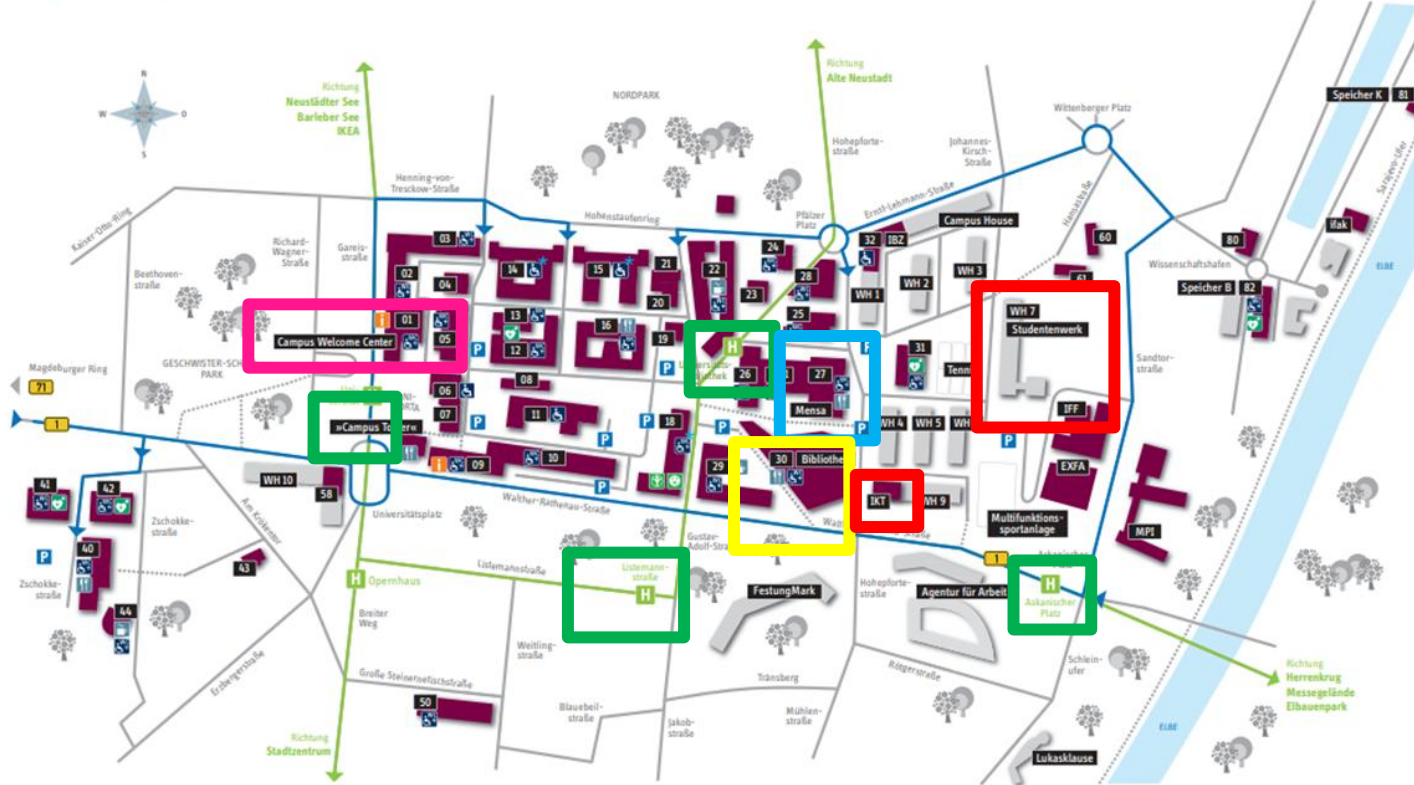 N
W
O
S
Richtung
Neustädter See
Barleber See
IKEA
NORDPARK
Richtung
Alte Neustadt
Hohepforte-
straße
Johannes-
Kirsch-
Straße
Wittenberger Platz
Speicher K
81
Sarajevo-Ufer
Henning-von-
Tresckow-Straße
Hohenstaufenring
Pfälzer
Platz
Ernst-Lehmann-Straße
Campus House
Hansastraße
Kaiser-Otto-Ring
Richard-
Wagner-
Straße
Gareis-
straße
03
02
04
14
15
21
22
24
28
32
IBZ
WH 2
WH 3
60
61
80
ifak
ELBE
Wissenschaftshafen
Speicher B
82
Beethoven-
straße
20
23
WH 1
25
i
01
Campus Welcome Center
05
13
12
16
19
H
P
31
WH 7
Studentenwerk
Magdeburger Ring
71
GESCHWISTER-SCH
PARK
06
07
08
11
26
27
Mensa
Sandtor-
straße
1
»Campus To
er«
18
WH 4
WH 5
IFF
EXFA
i
09
10
29
30
WH 10
58
Universitätsplatz
Walther-Rathenau-Straße
IKT
WH 9
Multifunktions-
sportanlage
MPI
41
42
Zschokke-
straße
Am Krökentor
P
40
43
44
Zschokke-
straße
H
Opernhaus
Listemannstraße
Listemann-
straße
H
FestungMark
Hohepforte-
straße
Agentur für Arbeit
1
H
Askanischer
Platz
Breiter
Weg
Weitling-
straße
Erzbergerstraße
Große Steinernetischstraße
50
Blauebeil-
straße
Jakob-
straße
Tränsberg
Mühlen-
straße
Rötgerstraße
Schlein-
ufer
Richtung
Herrenkrug
Messegelände
Elbauenpark
Richtung
Stadtzentrum
Lukasklause
ELBE